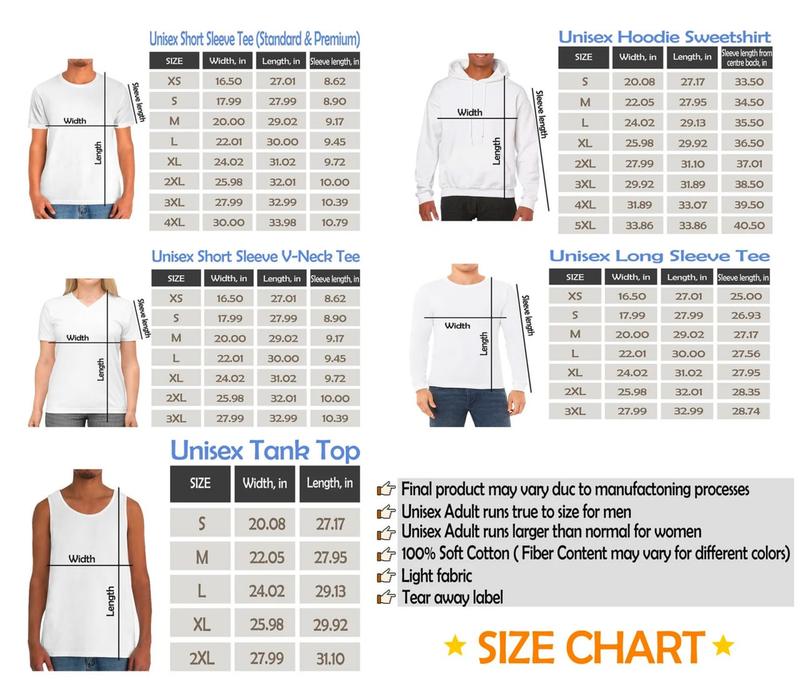 Unisex Short Sleeve Tee (Standard & Premium)
SIZE Width, in Length, in Sleeve length, in
XS 16.50 27.01 8.62
S 17.99 27.99 8.90
M 20.00 29.02 9.17
L 22.01 30.00 9.45
XL 24.02 31.02 9.72
2XL 25.98 32.01 10.00
3XL 27.99 32.99 10.39
4XL 30.00 33.98 10.79
Width
Length
Sleeve length
Unisex Hoodie Sweetshirt
SIZE Width, in Length, in Sleeve length from centre back, in
S 20.08 27.17 33.50
M 22.05 27.95 34.50
L 24.02 29.13 35.50
XL 25.98 29.92 36.50
2XL 27.99 31.10 37.01
3XL 29.92 31.89 38.50
4XL 31.89 33.07 39.50
5XL 33.86 33.86 40.50
Width
Length
Sleeve length
Unisex Short Sleeve V-Neck Tee
SIZE Width, in Length, in Sleeve length, in
XS 16.50 27.01 8.62
S 17.99 27.99 8.90
M 20.00 29.02 9.17
L 22.01 30.00 9.45
XL 24.02 31.02 9.72
2XL 25.98 32.01 10.00
3XL 27.99 32.99 10.39
Width
Length
Sleeve length
Unisex Long Sleeve Tee
SIZE Width, in Length, in Sleeve length, in
XS 16.50 27.01 25.00
S 17.99 27.99 26.93
M 20.00 29.02 27.17
L 22.01 30.00 27.56
XL 24.02 31.02 27.95
2XL 25.98 32.01 28.35
3XL 27.99 32.99 28.74
Width
Length
Sleeve length
Unisex Tank Top
SIZE Width, in Length, in
S 20.08 27.17
M 22.05 27.95
L 24.02 29.13
XL 25.98 29.92
2XL 27.99 31.10
Width
Length
Final product may vary duc to manufactoning processes
Unisex Adult runs true to size for men
Unisex Adult runs larger than normal for women
100% Soft Cotton ( Fiber Content may vary for different colors)
Light fabric
Tear away label
SIZE CHART